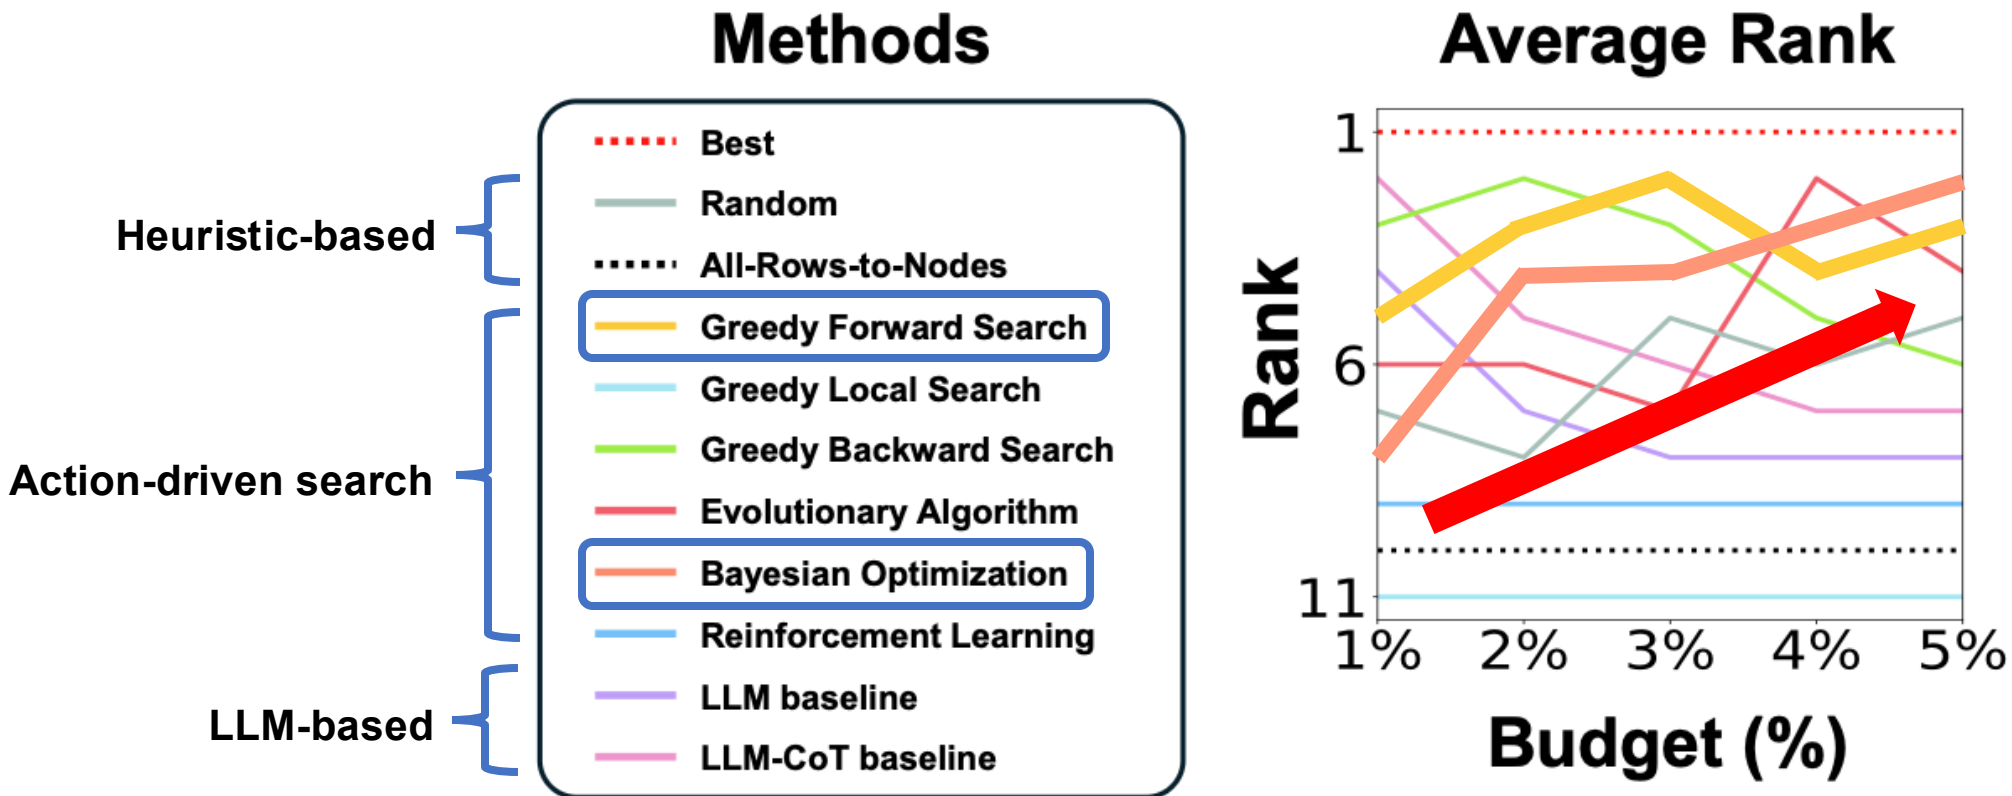 Methods
Best
Random
All-Rows-to-Nodes
Greedy Forward Search
Greedy Local Search
Greedy Backward Search
Evolutionary Algorithm
Bayesian Optimization
Reinforcement Learning
LLM baseline
LLM-CoT baseline
Heuristic-based
Action-driven search
LLM-based
Average Rank
Rank
1
6
11
1% 2% 3% 4% 5%
Budget (%)